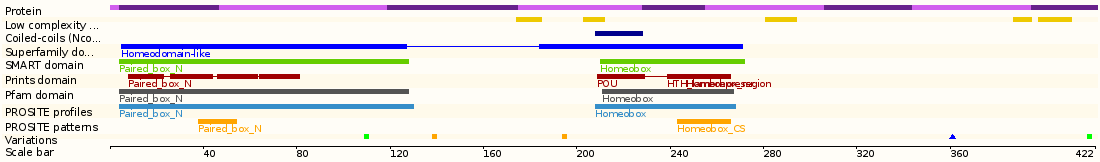 Protein
Low complexity ...
Coiled-coils (Nco...
Superfamily do...
Homeodomain-like
SMART domain
Paired_box_N
Homeobox
Prints domain
Paired_box_N
POU
HTH_lambrepressr
Pfam domain
Paired_box_N
Homeobox
PROSITE profiles
Paired_box_N
Homeobox
PROSITE patterns
Paired_box_N
Homeobox_CS
Variations
Scale bar
40 80 120 160 200 240 280 320 360 422